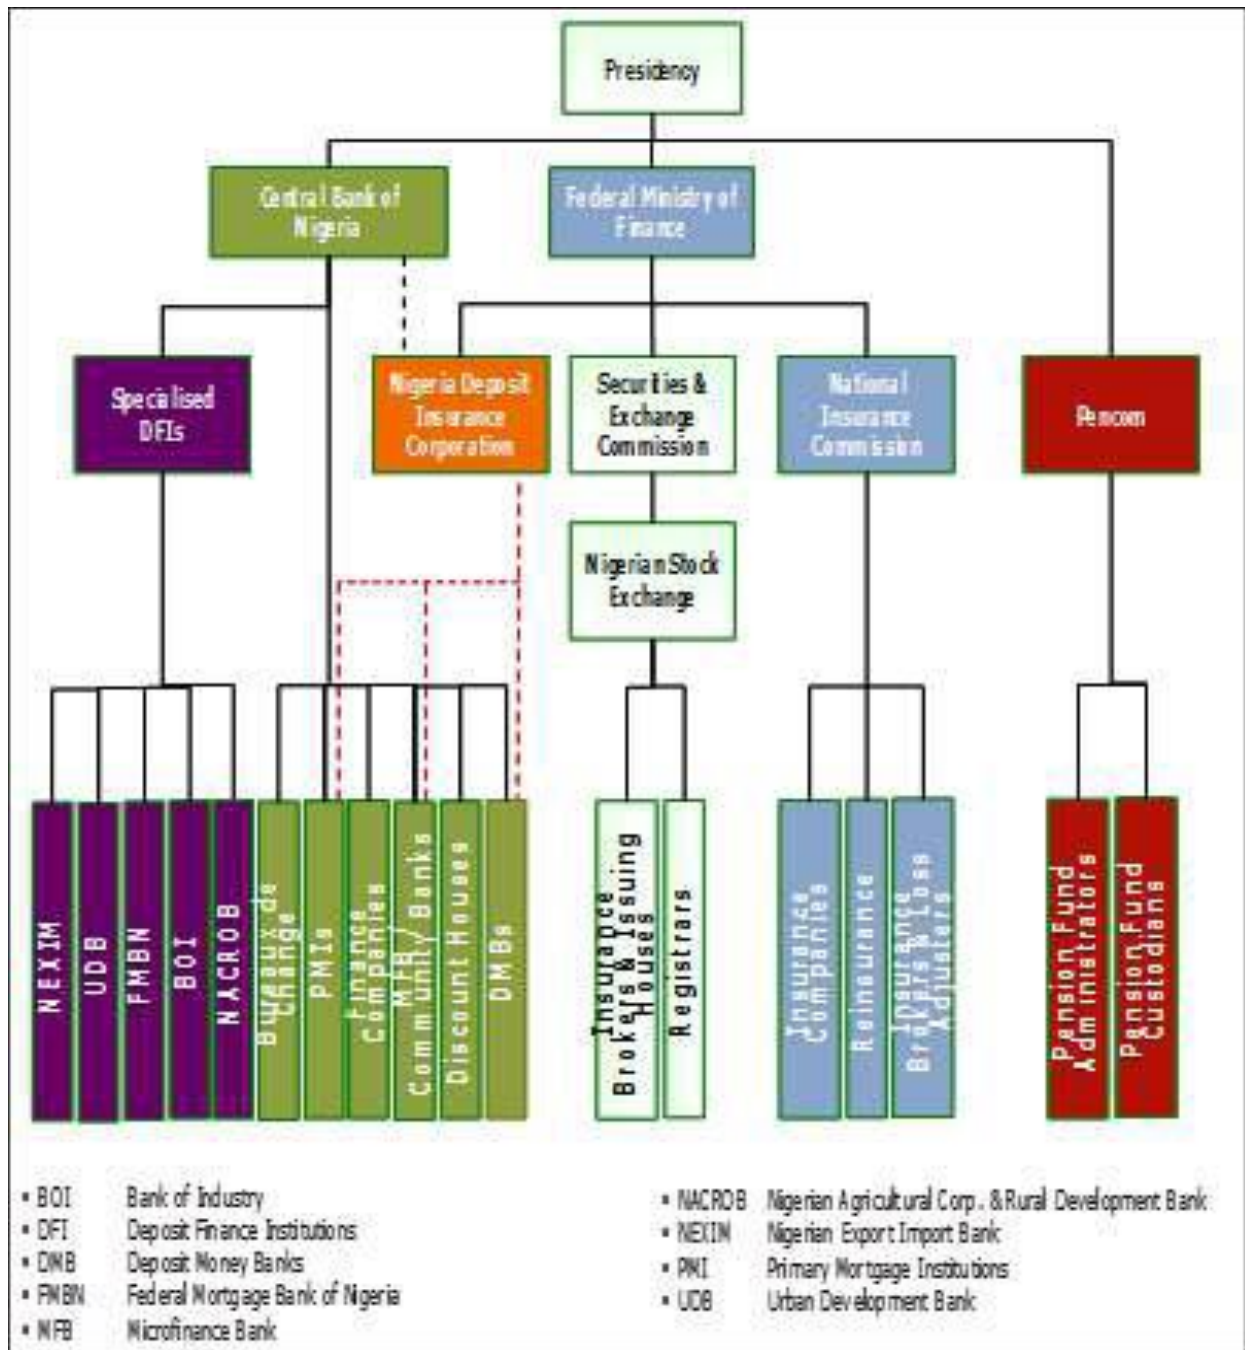 Presidency
Central Bank of
Nigeria
Federal Ministry of
Finance
Specialised
DFIs
Nigeria Deposit
Insurance
Corporation
Securities &
Exchange
Commission
National
Insurance
Commission
Pencom
Nigerian Stock
Exchange
NEXIM
UDB
FMBN
BOI
NACROB
Bureaux de
Change
PMIs
Finance
Companies
MFB/
Community Banks
Discount Houses
DMBs
Insurance
Brokers & Issuing
Houses
Registrars
Insurance
Companies
Reinsurance
Insurance
Brokers & Loss
Adjusters
Pension Fund
Administrators
Pension Fund
Custodians
▪ BOI Bank of Industry
▪ DFI Deposit Finance Institutions
▪ DMB Deposit Money Banks
▪ FMBN Federal Mortgage Bank of Nigeria
▪ MFB Microfinance Bank
▪ NACROB Nigerian Agricultural Corp. & Rural Development Bank
▪ NEXIM Nigerian Export Import Bank
▪ PMI Primary Mortgage Institutions
▪ UDB Urban Development Bank